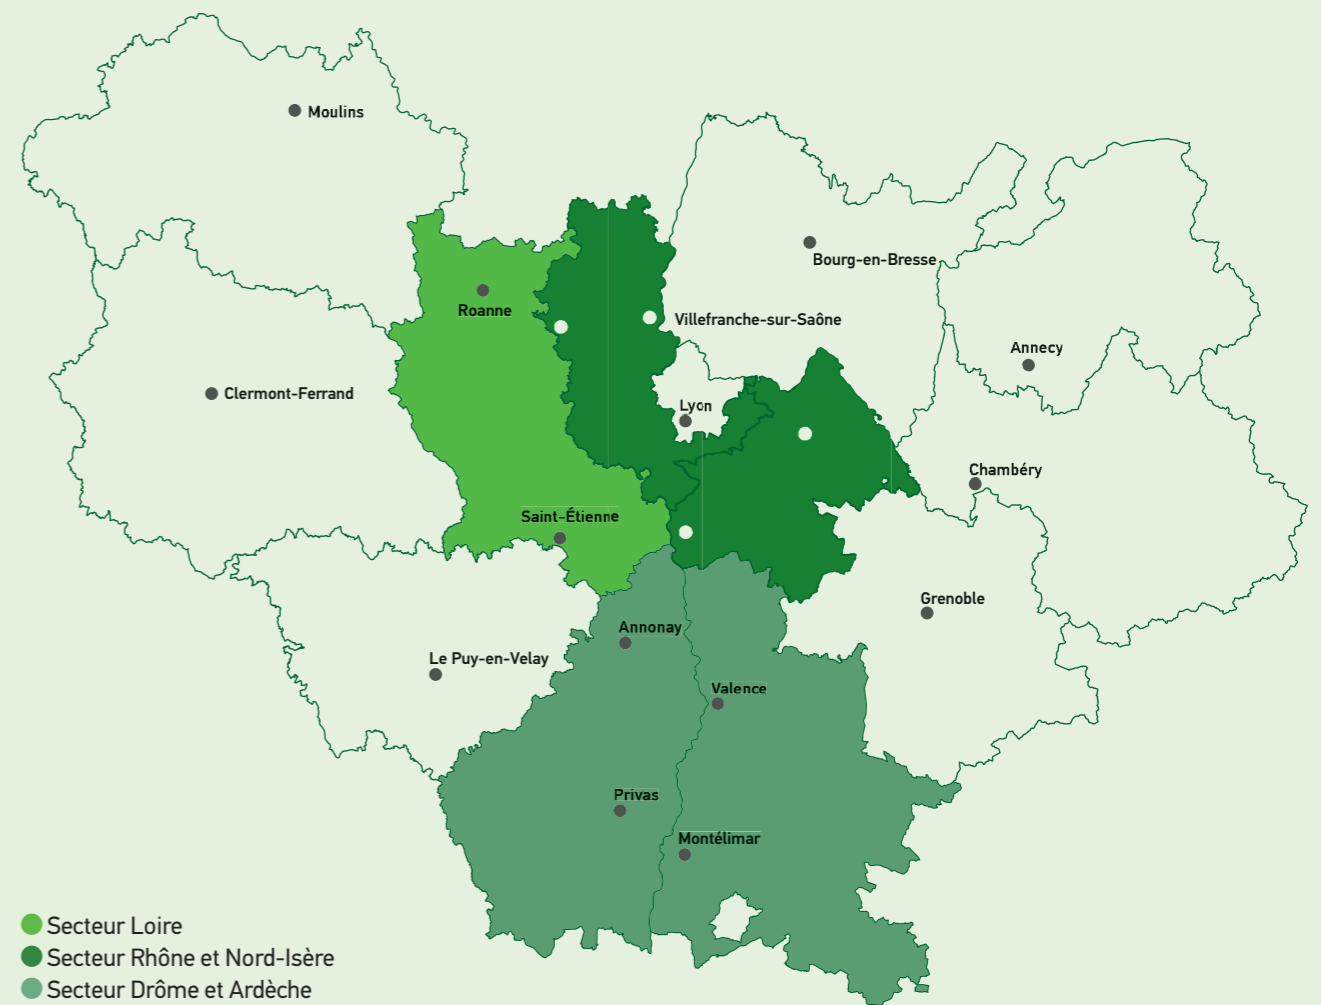 Moulins
Bourg-en-Bresse
Roanne
Villefranche-sur-Saône
Annecy
Clermont-Ferrand
Lyon
Chambéry
Saint-Étienne
Grenoble
Annonay
Le Puy-en-Velay
Valence
Privas
Montélimar
Secteur Loire
Secteur Rhône et Nord-Isère
Secteur Drôme et Ardèche